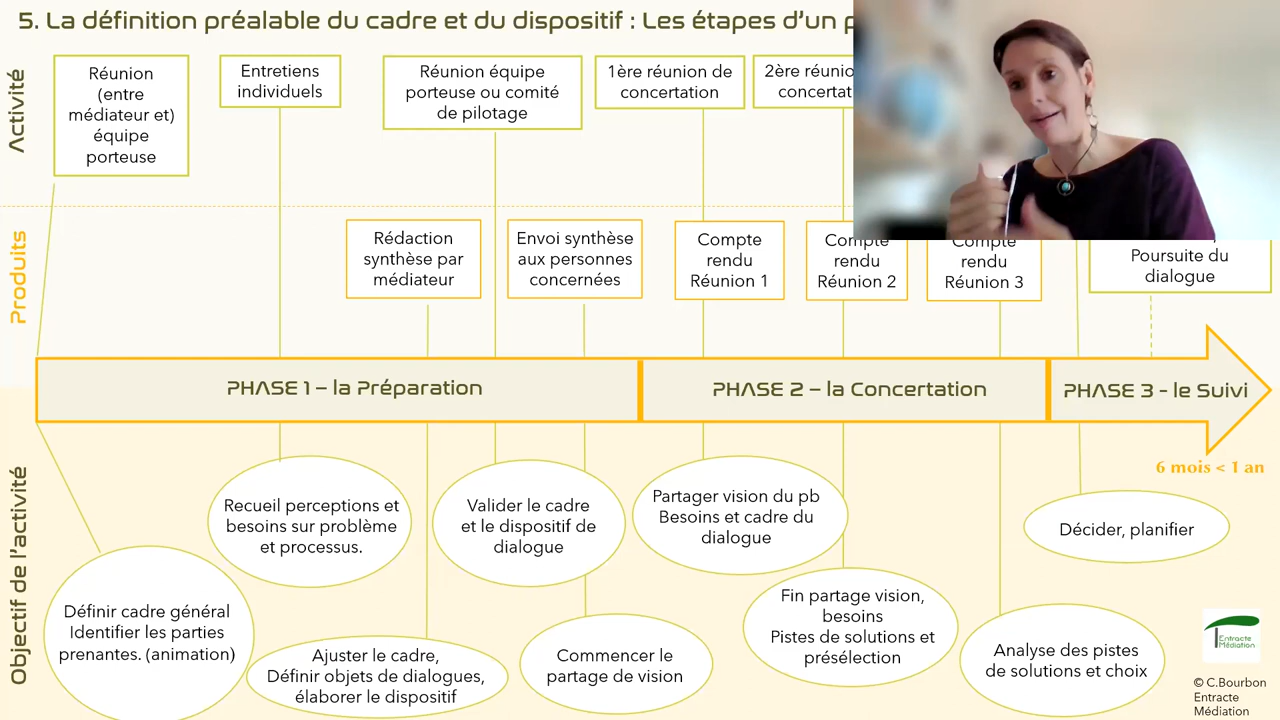 5. La définition préalable du cadre et du dispositif : Les étapes d'un
Activité
Réunion
(entre
médiateur et)
équipe
porteuse
Entretiens
individuels
Réunion équipe
porteuse ou comité
de pilotage
1ère réunion de
concertation
2ère
Produits
Rédaction
synthèse par
médiateur
Envoi synthèse
aux personnes
concernées
Compte
rendu
Réunion 1
Compte
rendu
Réunion 2
Compte
rendu
Réunion 3
Poursuite du
dialogue
PHASE 1 – la Préparation
PHASE 2 – la Concertation
PHASE 3 - le Suivi
6 mois < 1 an
Objectif de l'activité
Définir cadre général
Identifier les parties
prenantes. (animation)
Recueil perceptions et
besoins sur problème
et processus.
Ajuster le cadre,
Définir objets de dialogues,
élaborer le dispositif
Valider le cadre
et le dispositif de
dialogue
Commencer le
partage de vision
Partager vision du pb
Besoins et cadre du
dialogue
Fin partage vision,
besoins
Pistes de solutions et
présélection
Analyse des pistes
de solutions et choix
Décider, planifier
Entracte
Médiation
© C.Bourbon
Entracte
Médiation